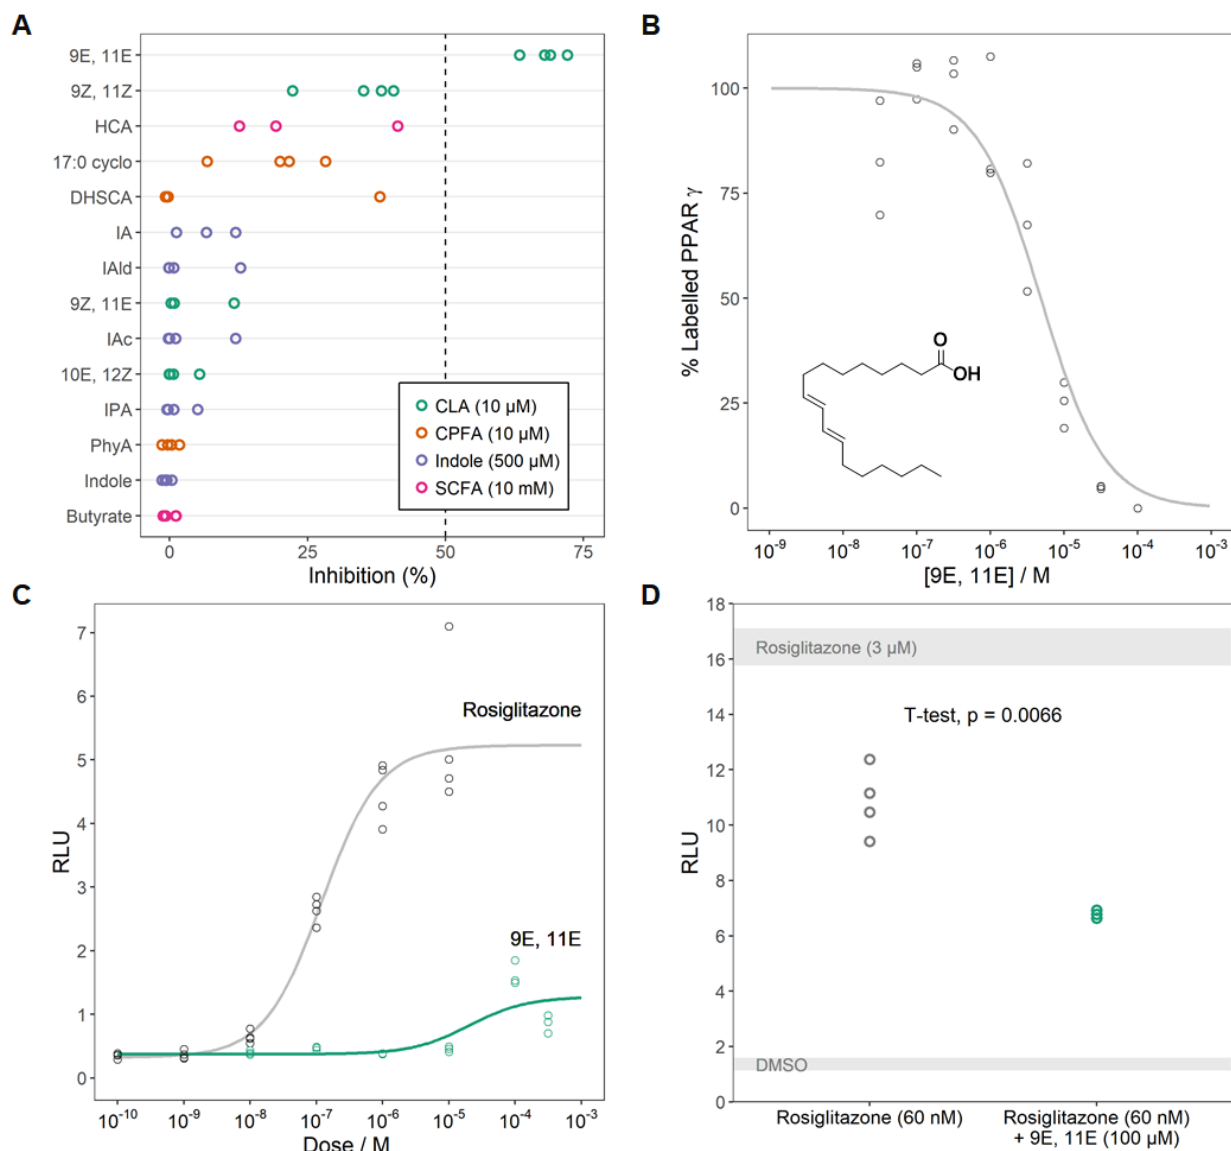 A
9E, 11E
9Z, 11Z
HCA
17:0 cyclo
DHSCA
IA
IAld
9Z, 11E
IAc
10E, 12Z
IPA
PhyA
Indole
Butyrate
CLA (10 µM)
CPFA (10 µM)
Indole (500 µM)
SCFA (10 mM)
0 25 50 75
Inhibtion (%)
B
% Labelled PPAR γ
100
75
50
25
0
O
OH
10⁻⁹ 10⁻⁸ 10⁻⁷ 10⁻⁶ 10⁻⁵ 10⁻⁴ 10⁻³
[9E, 11E] / M
C
RLU
7
6
5
4
3
2
1
0
Rosiglitazone
9E, 11E
10⁻¹⁰ 10⁻⁹ 10⁻⁸ 10⁻⁷ 10⁻⁶ 10⁻⁵ 10⁻⁴ 10⁻³
Dose / M
D
RLU
18
16
14
12
10
8
6
4
2
0
Rosiglitazone (3 µM)
T-test, p = 0.0066
DMSO
Rosiglitazone (60 nM)
Rosiglitazone (60 nM)
+ 9E, 11E (100 µM)